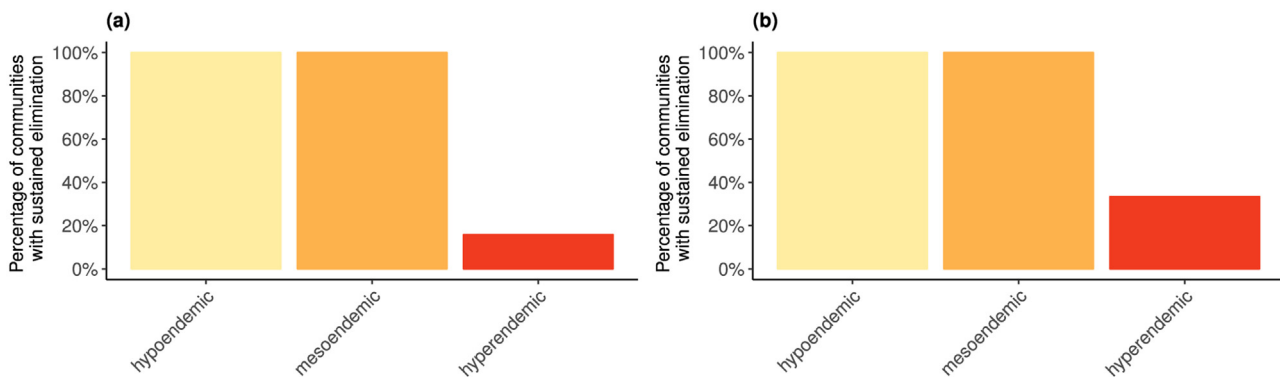 (a)
Percentage of communities
with sustained elimination
100%
80%
60%
40%
20%
0%
hypoendemic
mesoendemic
hyperendemic
(b)
Percentage of communities
with sustained elimination
100%
80%
60%
40%
20%
0%
hypoendemic
mesoendemic
hyperendemic